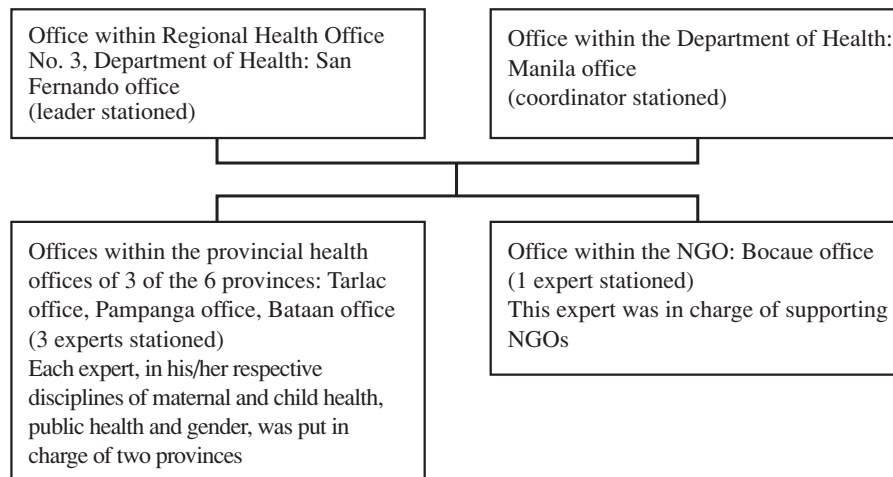 Office within Regional Health Office
No. 3, Department of Health: San
Fernando office
(leader stationed)
Office within the Department of Health:
Manila office
(coordinator stationed)
Offices within the provincial health
offices of 3 of the 6 provinces: Tarlac
office, Pampanga office, Bataan office
(3 experts stationed)
Each expert, in his/her respective
disciplines of maternal and child health,
public health and gender, was put in
charge of two provinces
Office within the NGO: Bocaue office
(1 expert stationed)
This expert was in charge of supporting
NGOs